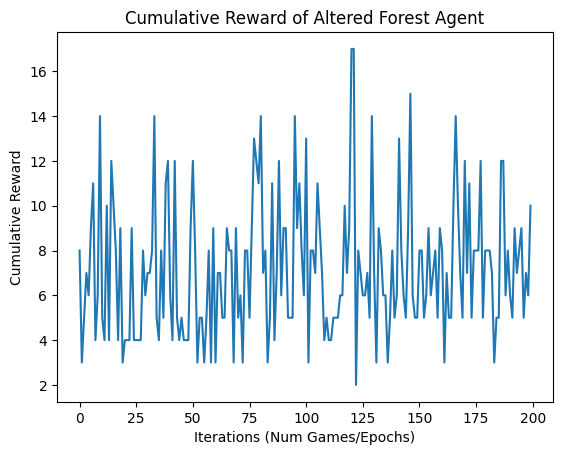 Cumulative Reward of Altered Forest Agent
Cumulative Reward
16
14
12
10
8
6
4
2
0 25 50 75 100 125 150 175 200
Iterations (Num Games/Epochs)